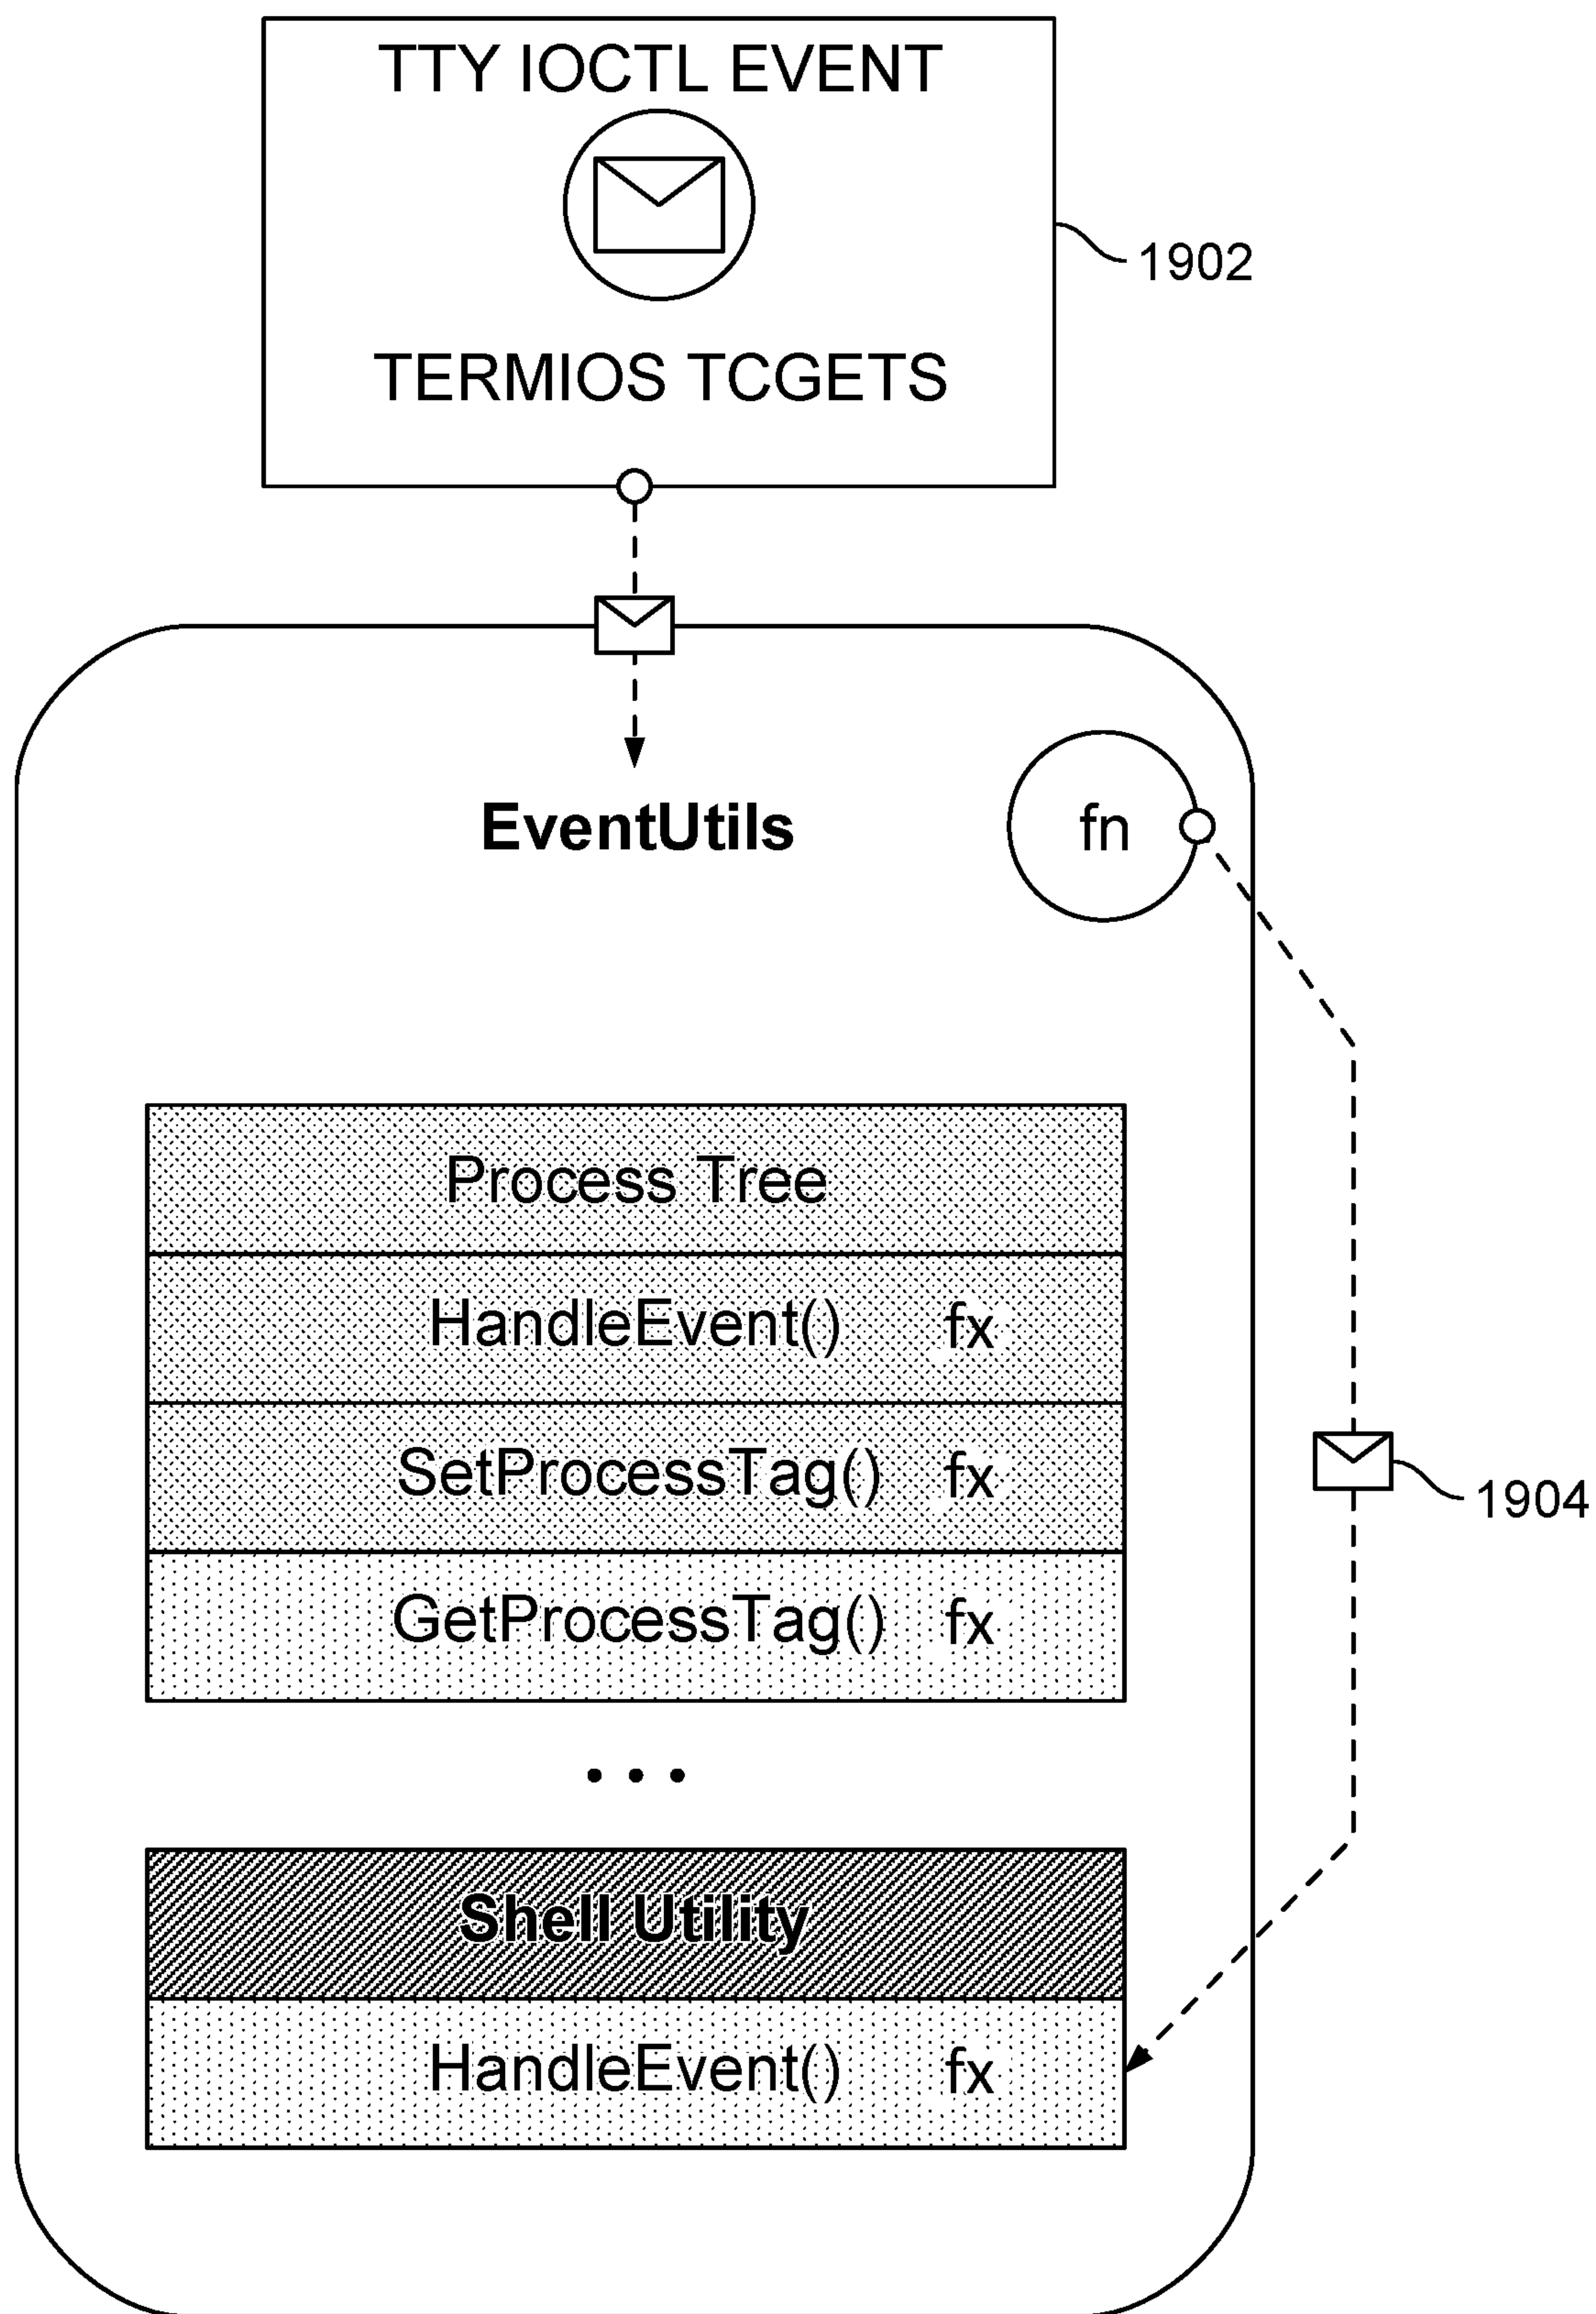 TTY IOCTL EVENT
TERMIOS TCGETS
1902
EventUtils
fn
Process Tree
HandleEvent() fx
SetProcessTag() fx
1904
GetProcessTag() fx
...
Shell Utility
HandleEvent() fx